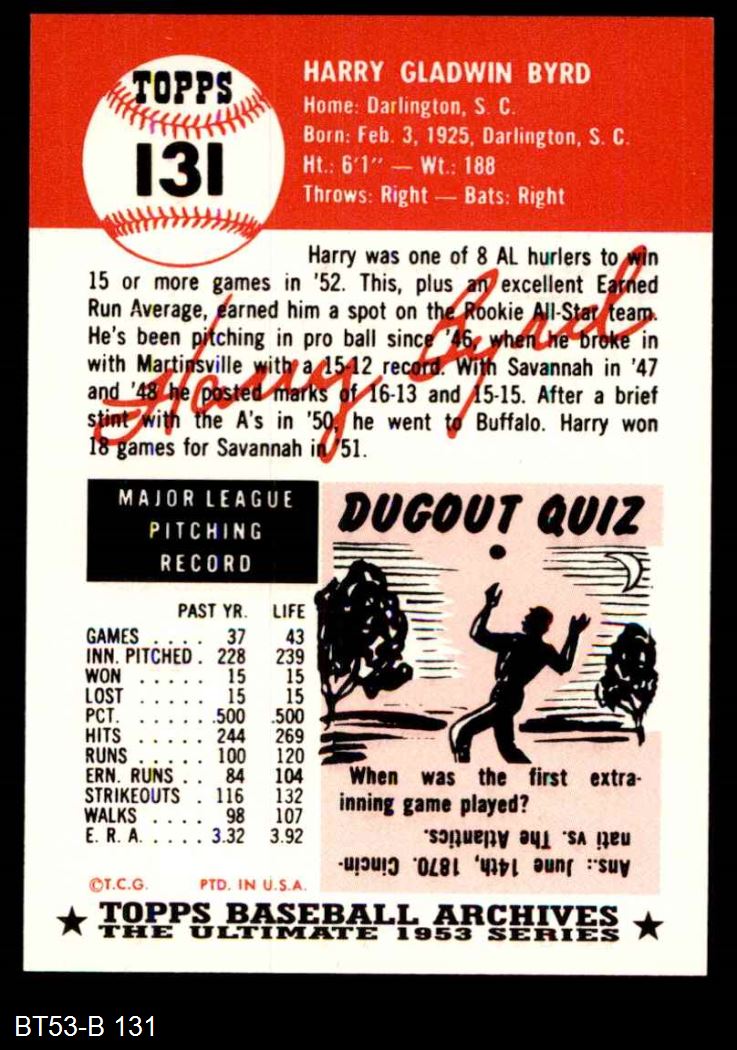 TOPPS
131
HARRY GLADWIN BYRD
Home: Darlington, S. C.
Born: Feb. 3, 1925, Darlington, S. C.
Ht.: 6'1" — Wt.: 188
Throws: Right — Bats: Right
Harry was one of 8 AL hurlers to win
15 or more games in '52. This, plus an excellent Earned
Run Average, earned him a spot on the Rookie All-Star team.
He's been pitching in pro ball since '46, when he broke in
with Martinsville with a 15-12 record. With Savannah in '47
and '48 he posted marks of 16-13 and 15-15. After a brief
stint with the A's in '50, he went to Buffalo. Harry won
18 games for Savannah in '51.
Harry Byrd
MAJOR LEAGUE
PITCHING
RECORD
PAST YR. LIFE
GAMES .... 37 43
INN. PITCHED . 228 239
WON ..... 15 15
LOST ..... 15 15
PCT. ...... .500 .500
HITS ...... 244 269
RUNS ..... 100 120
ERN. RUNS .. 84 104
STRIKEOUTS . 116 132
WALKS .... 98 107
E. R. A. .... 3.32 3.92
DUGOUT QUIZ
When was the first extra-
inning game played?
Ans.: June 14th, 1870. Cincin-
nati vs. The Atlantics.
©T.C.G. PTD. IN U.S.A.
★ TOPPS BASEBALL ARCHIVES ★
THE ULTIMATE 1953 SERIES
BT53-B 131